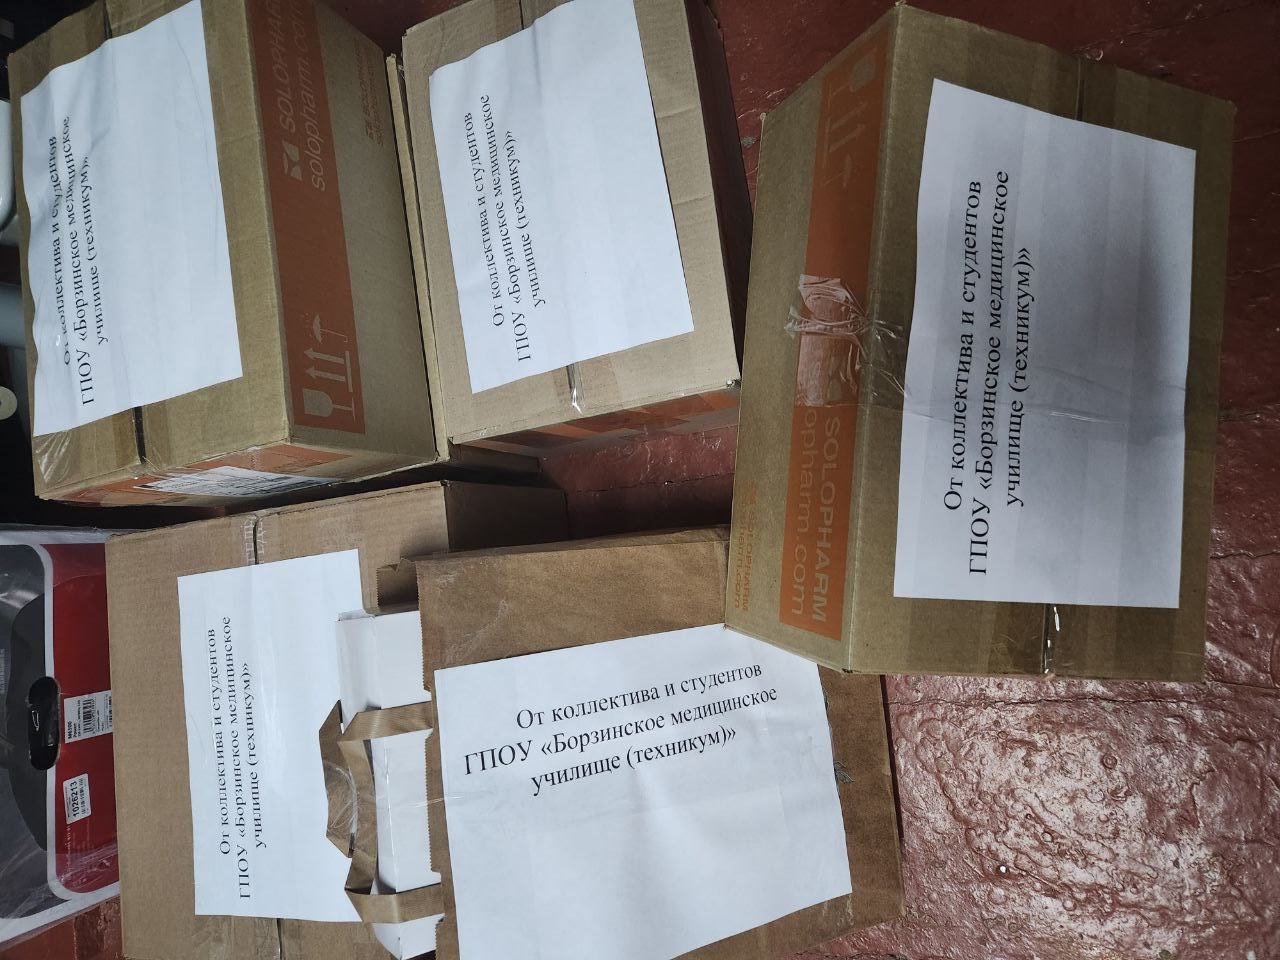 От коллектива и студентов
ГПОУ «Борзинское медицинское
училище (техникум)»
SOLOPHARM
solopharm.com
От коллектива и студентов
ГПОУ «Борзинское медицинское
училище (техникум)»
От коллектива и студентов
ГПОУ «Борзинское медицинское
училище (техникум)»
SOLOPHARM
opharm.com
От коллектива и студентов
ГПОУ «Борзинское медицинское
училище (техникум)»
От коллектива и студентов
ГПОУ «Борзинское медицинское
училище (техникум)»
1026213